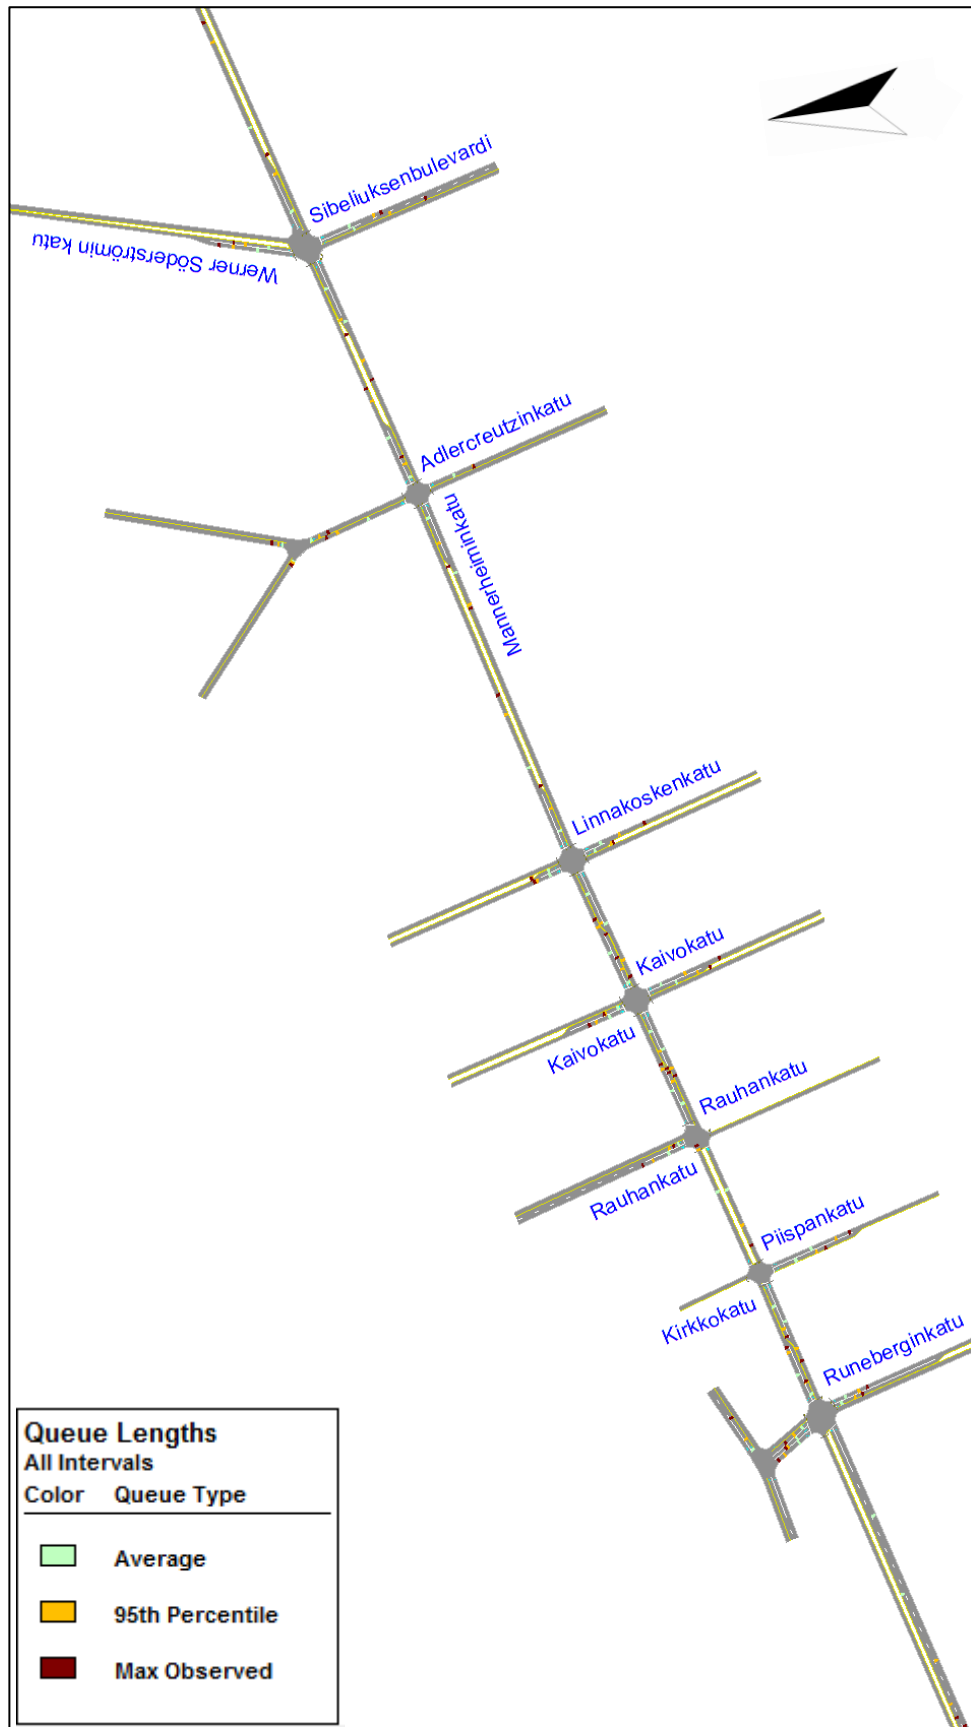 Sibeliuksenbulevardi
Werner Söderströmin katu
Adlercreutzinkatu
Mannerheiminkatu
Linnakoskenkatu
Kaivokatu
Kaivokatu
Rauhankatu
Rauhankatu
Piispankatu
Kirkkokatu
Runeberginkatu
Queue Lengths
All Intervals
Color Queue Type
Average
95th Percentile
Max Observed